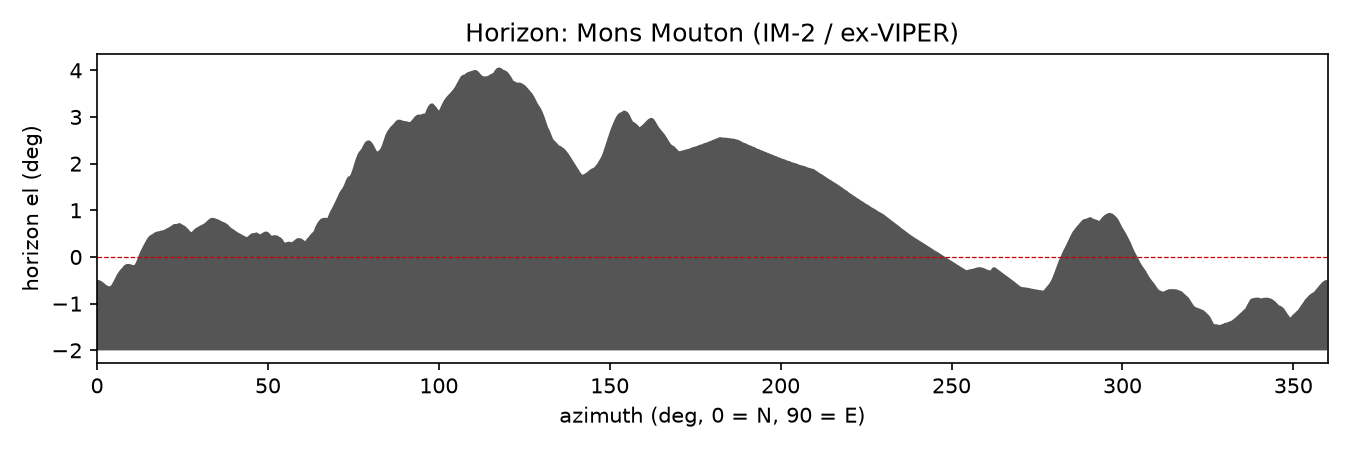 Horizon: Mons Mouton (IM-2 / ex-VIPER)
horizon el (deg)
4
3
2
1
0
−1
−2
0 50 100 150 200 250 300 350
azimuth (deg, 0 = N, 90 = E)